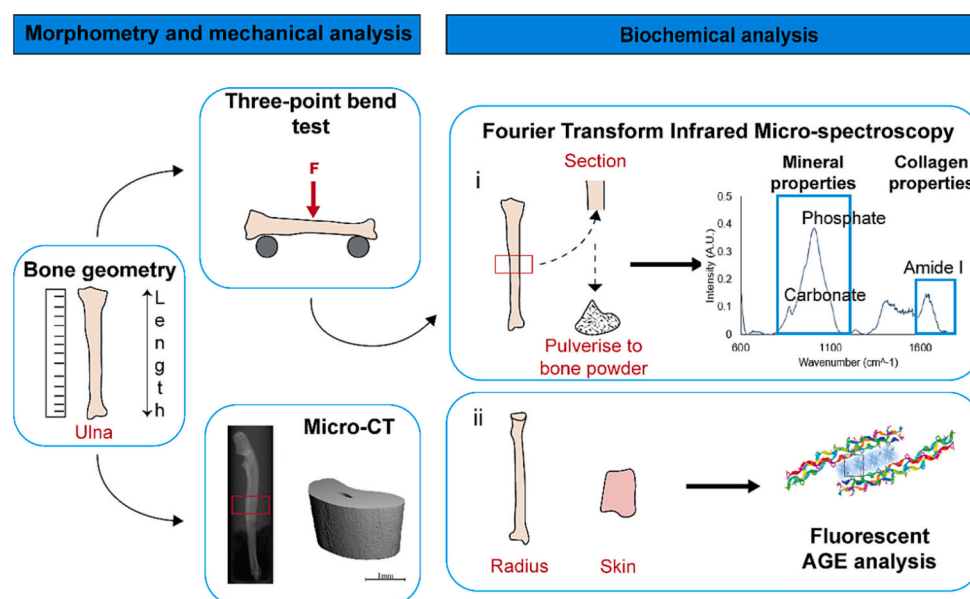 Morphometry and mechanical analysis
Biochemical analysis
Three-point bend
test
F
Bone geometry
Length
Ulna
Micro-CT
1mm
Fourier Transform Infrared Micro-spectroscopy
i
Section
Pulverise to
bone powder
Mineral
properties
Collagen
properties
Phosphate
Carbonate
Amide I
Intensity (A.U.)
0.5
0.4
0.3
0.2
0.1
0
600
1100
1600
Wavenumber (cm^-1)
ii
Radius
Skin
Fluorescent
AGE analysis